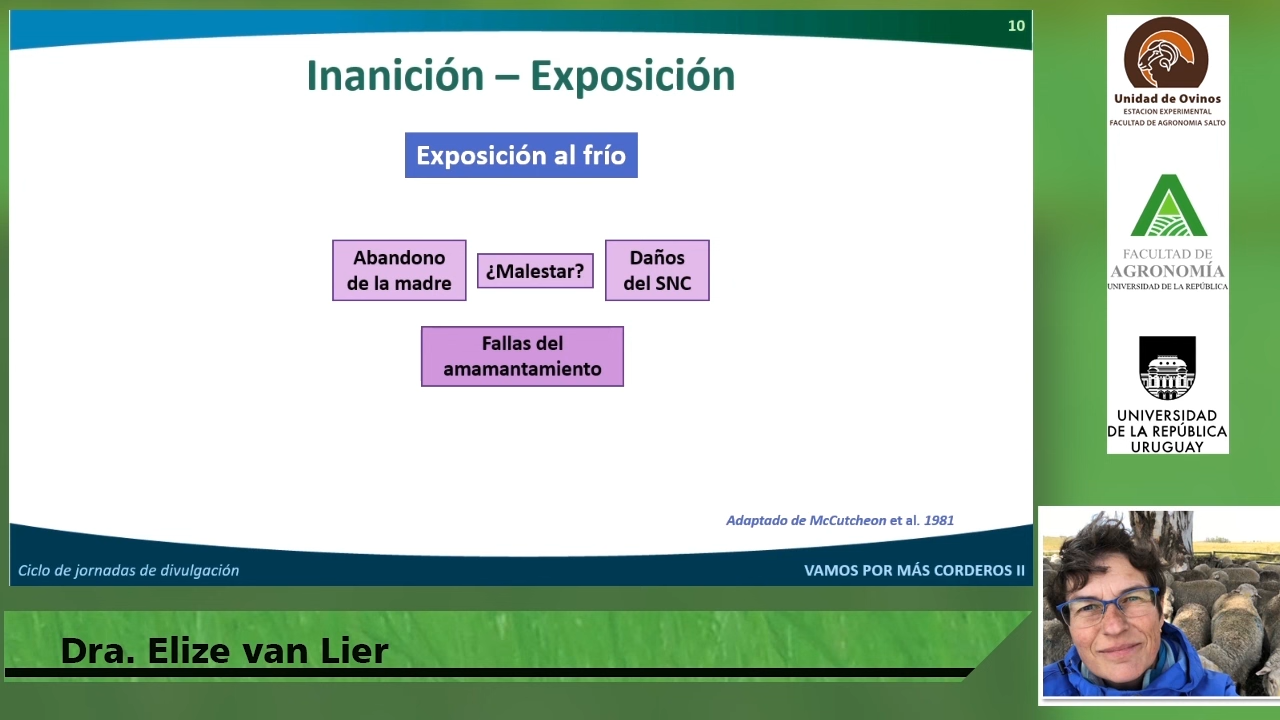 10
Inanición – Exposición
Exposición al frío
Abandono
de la madre
¿Malestar?
Daños
del SNC
Fallas del
amamantamiento
Adaptado de McCutcheon et al. 1981
Ciclo de jornadas de divulgación
VAMOS POR MÁS CORDEROS II
Dra. Elize van Lier
Unidad de Ovinos
ESTACION EXPERIMENTAL
FACULTAD DE AGRONOMIA SALTO
FACULTAD DE
AGRONOMÍA
UNIVERSIDAD DE LA REPÚBLICA
UNIVERSIDAD
DE LA REPÚBLICA
URUGUAY